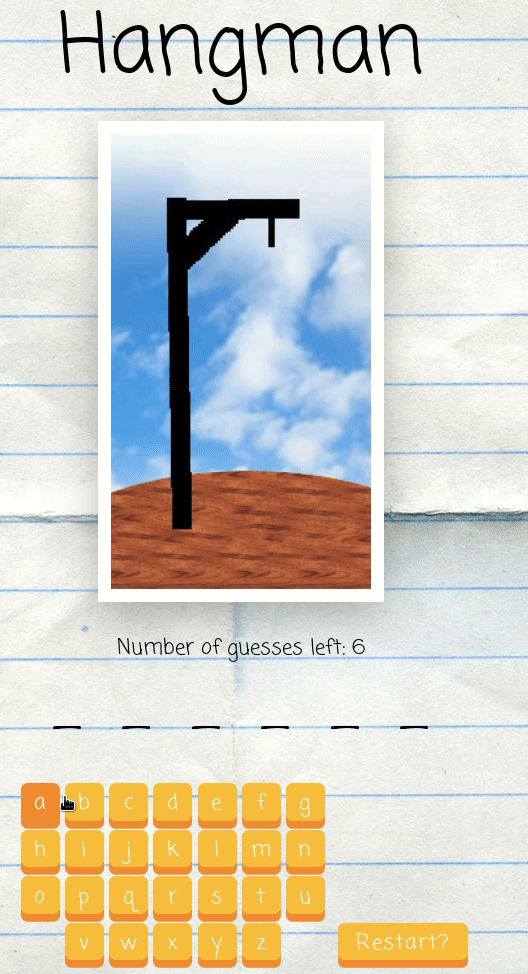 Hangman
Number of guesses left: 6
_ _ _ _ _ _
a b c d e f g
h i j k l m n
o p q r s t u
v w x y z Restart?